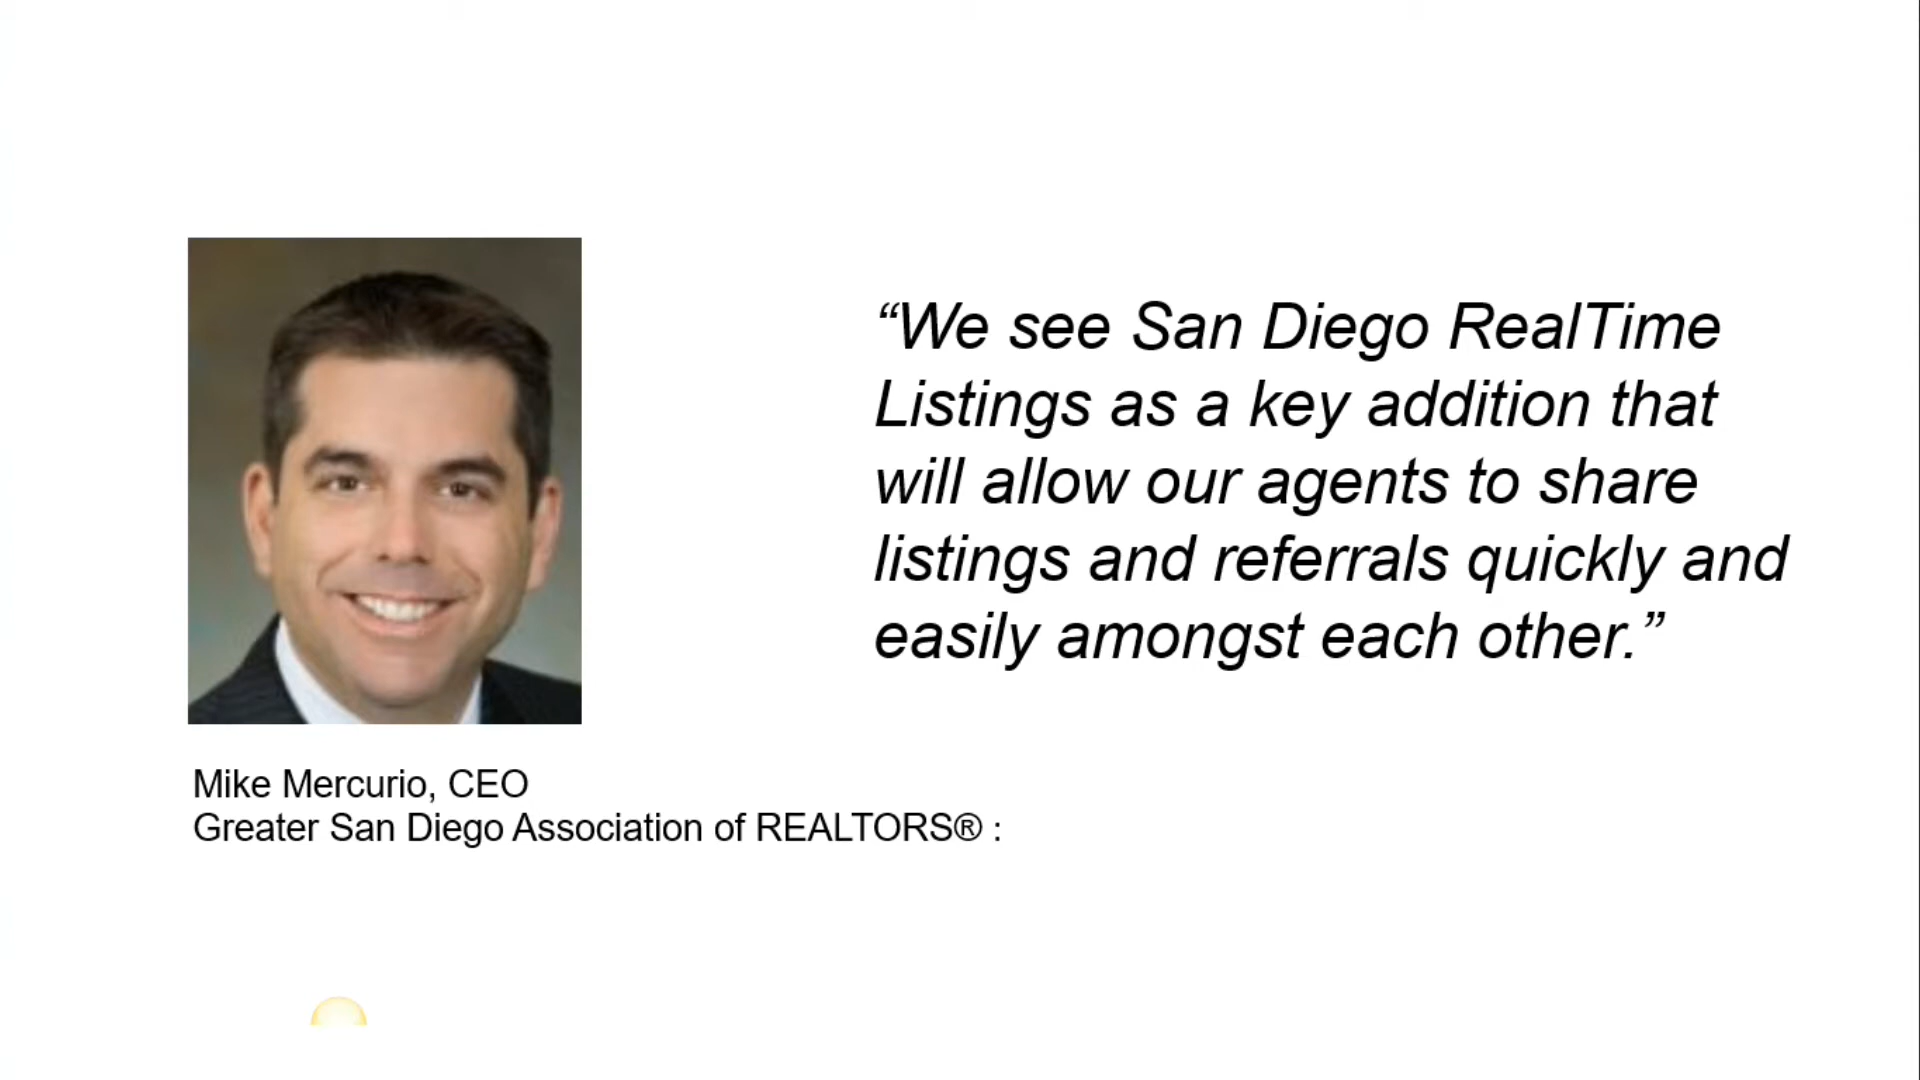 “We see San Diego RealTime
Listings as a key addition that
will allow our agents to share
listings and referrals quickly and
easily amongst each other.”
Mike Mercurio, CEO
Greater San Diego Association of REALTORS® :